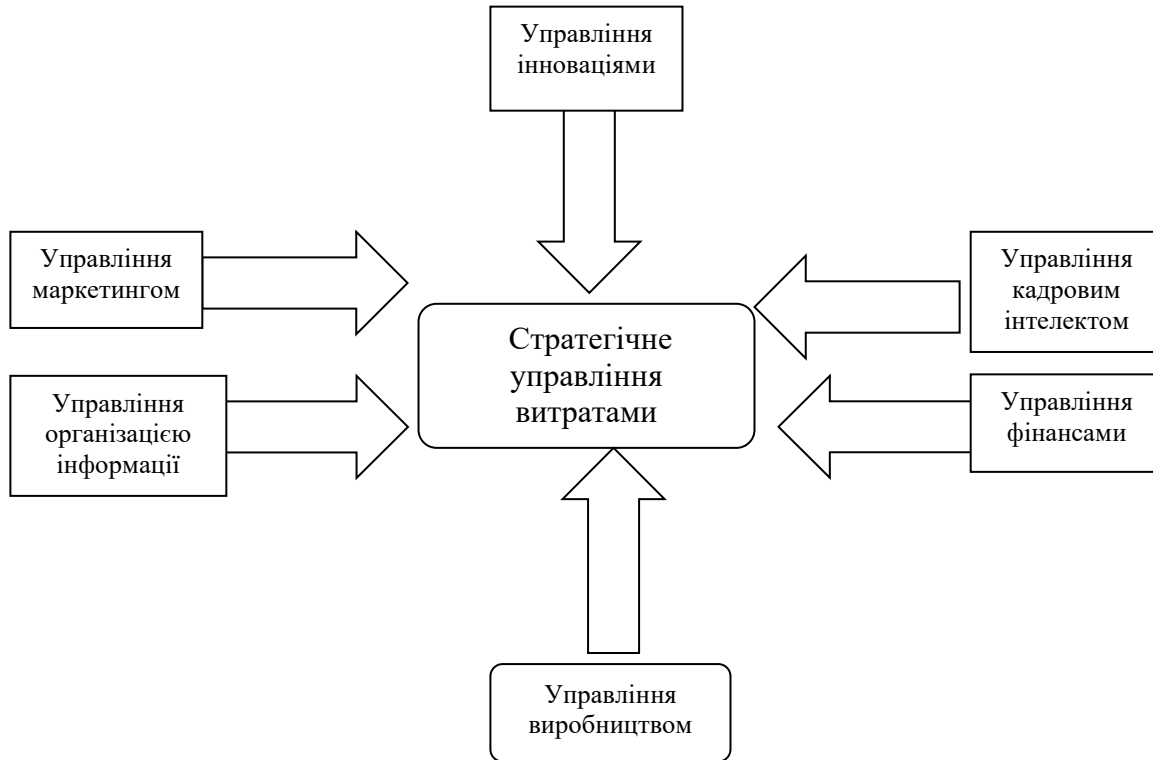 Управління
інноваціями
Управління
маркетингом
Управління
кадровим
інтелектом
Стратегічне
управління
витратами
Управління
організацією
інформації
Управління
фінансами
Управління
виробництвом